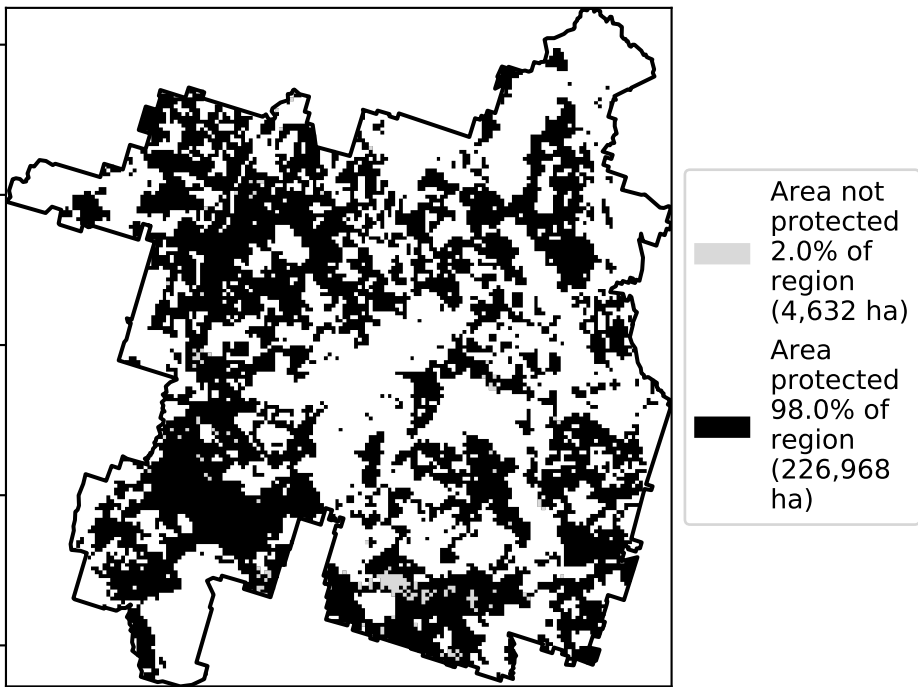 Area not
protected
2.0% of
region
(4,632 ha)
Area
protected
98.0% of
region
(226,968
ha)